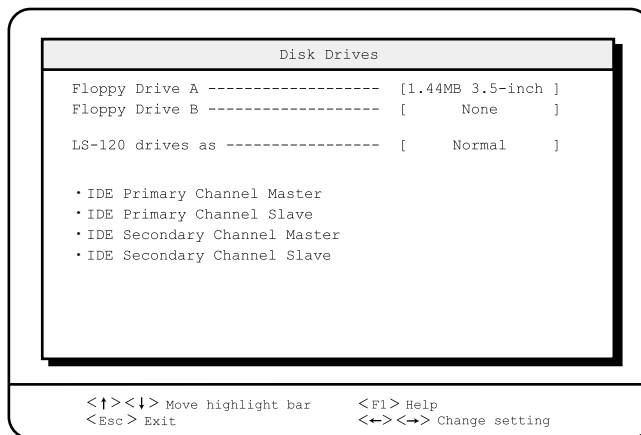 Disk Drives
Floppy Drive A ------------------- [1.44MB 3.5-inch ]
Floppy Drive B ------------------- [ None ]
LS-120 drives as ----------------- [ Normal ]
• IDE Primary Channel Master
• IDE Primary Channel Slave
• IDE Secondary Channel Master
• IDE Secondary Channel Slave
<↑><↓> Move highlight bar <F1> Help
<Esc> Exit <←><→> Change setting